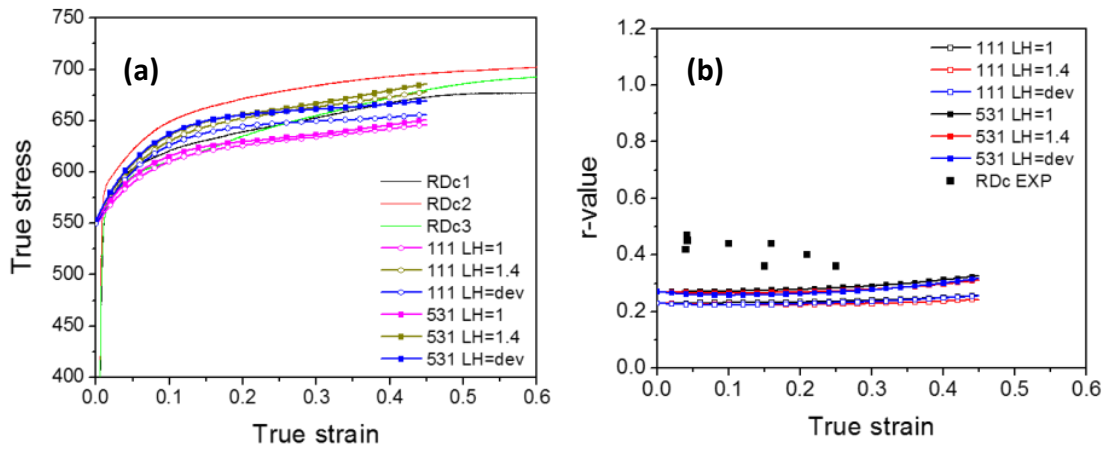 (a)
True stress
750
700
650
600
550
500
450
400
0.0 0.1 0.2 0.3 0.4 0.5 0.6
True strain
RDc1
RDc2
RDc3
111 LH=1
111 LH=1.4
111 LH=dev
531 LH=1
531 LH=1.4
531 LH=dev
(b)
r-value
1.2
1.0
0.8
0.6
0.4
0.2
0.0
0.0 0.1 0.2 0.3 0.4 0.5 0.6
True strain
111 LH=1
111 LH=1.4
111 LH=dev
531 LH=1
531 LH=1.4
531 LH=dev
RDc EXP